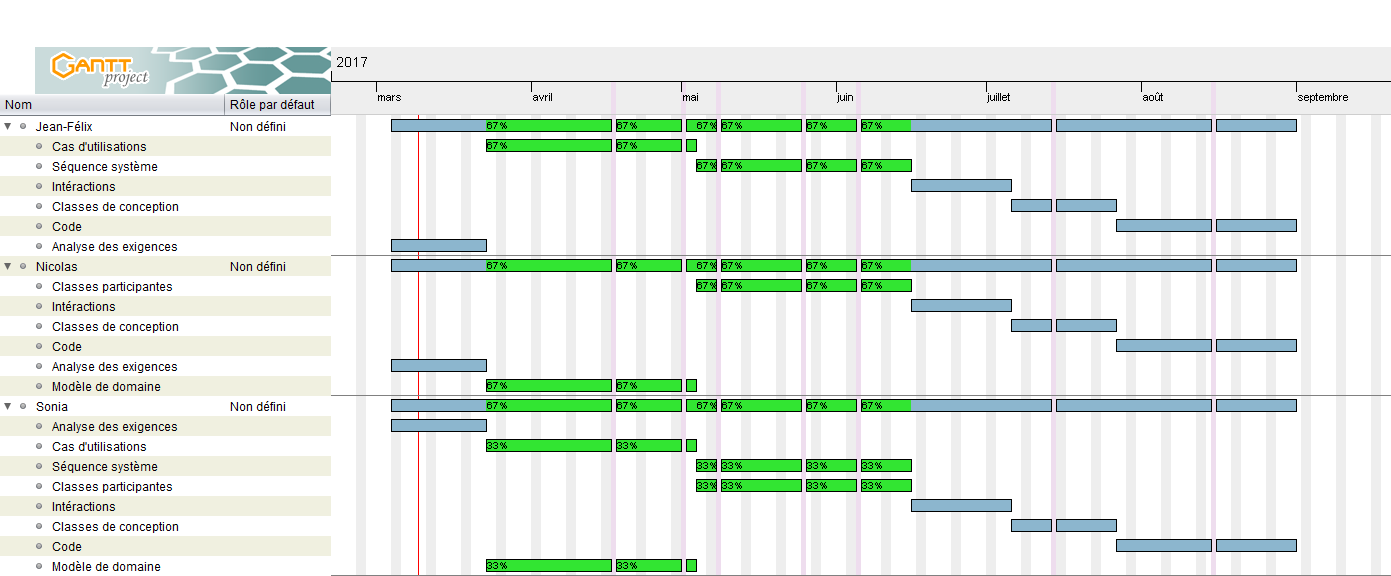 GANTT project
2017
mars avril mai juin juillet août septembre
Nom Rôle par défaut
Jean-Félix Non défini 67% 67% 67% 67% 67% 67%
Cas d'utilisations 67% 67%
Séquence système 67% 67% 67% 67%
Intéractions
Classes de conception
Code
Analyse des exigences
Nicolas Non défini 67% 67% 67% 67% 67% 67%
Classes participantes 67% 67% 67% 67%
Intéractions
Classes de conception
Code
Analyse des exigences
Modèle de domaine 67% 67%
Sonia Non défini 67% 67% 67% 67% 67% 67%
Analyse des exigences
Cas d'utilisations 33% 33%
Séquence système 33% 33% 33% 33%
Classes participantes 33% 33% 33% 33%
Intéractions
Classes de conception
Code
Modèle de domaine 33% 33%